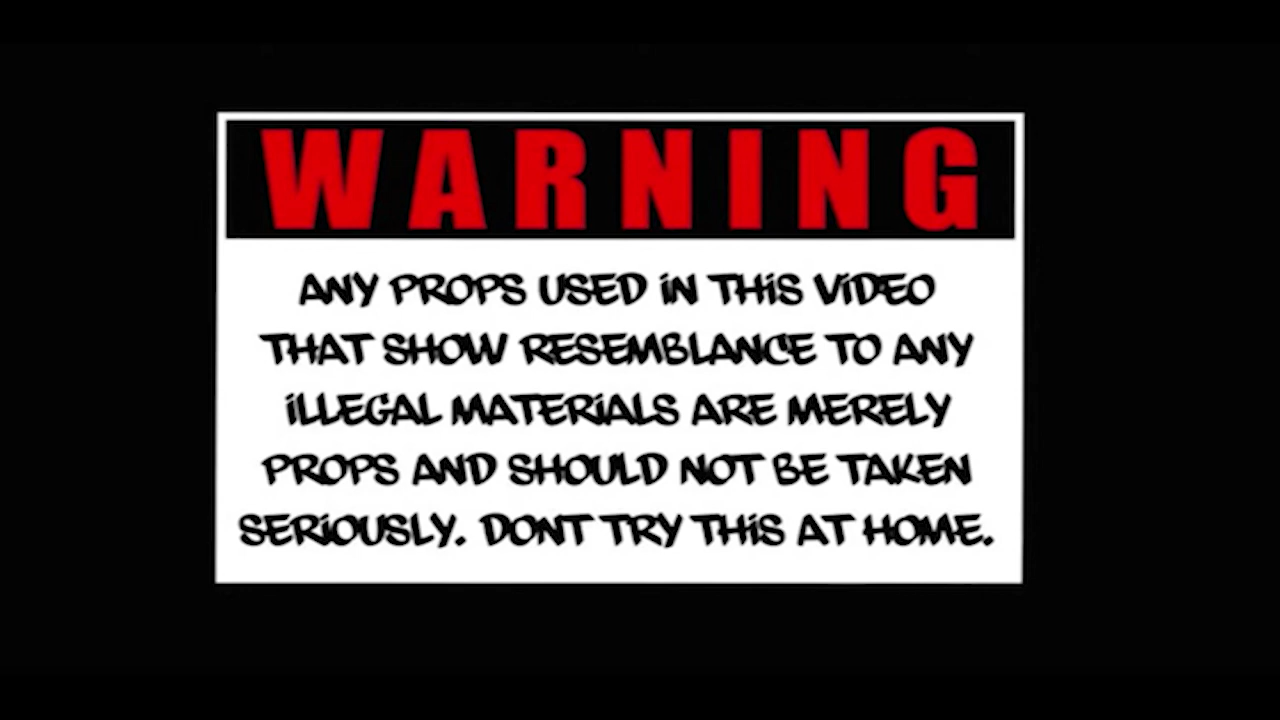 WARNING
ANY PROPS USED IN THIS VIDEO
THAT SHOW RESEMBLANCE TO ANY
ILLEGAL MATERIALS ARE MERELY
PROPS AND SHOULD NOT BE TAKEN
SERIOUSLY. DONT TRY THIS AT HOME.